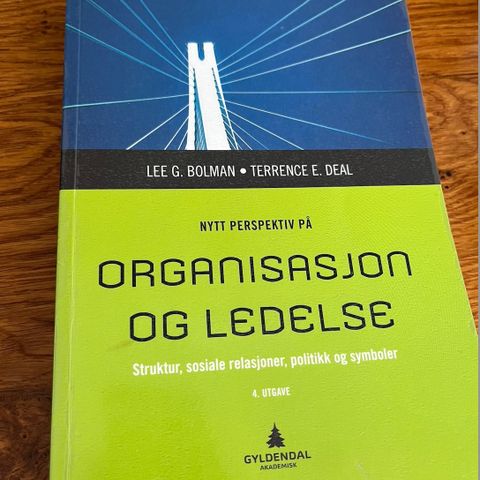 LEE G. BOLMAN • TERRENCE E. DEAL
NYTT PERSPEKTIV PÅ
ORGANISASJON
OG LEDELSE
Struktur, sosiale relasjoner, politikk og symboler
4. UTGAVE
GYLDENDAL
AKADEMISK